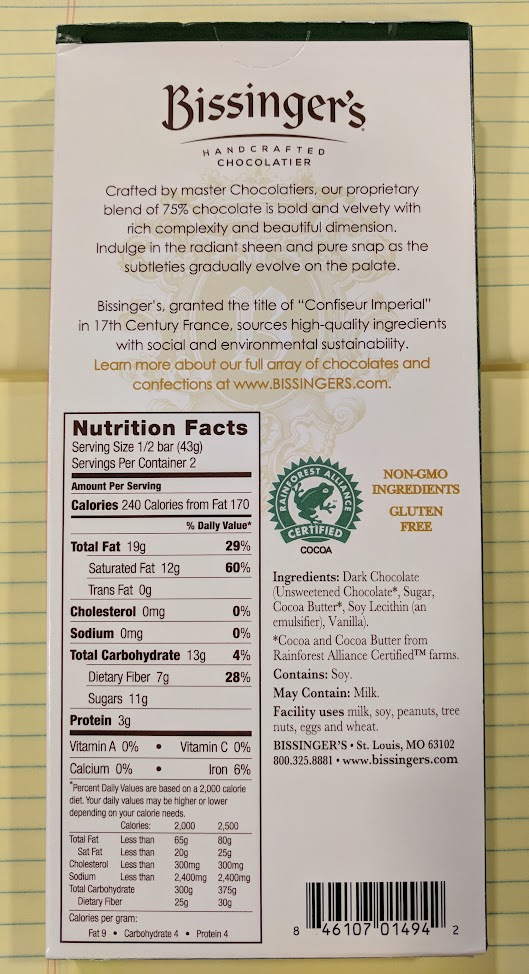 Bissinger's
HANDCRAFTED
CHOCOLATIER
Crafted by master Chocolatiers, our proprietary
blend of 75% chocolate is bold and velvety with
rich complexity and beautiful dimension.
Indulge in the radiant sheen and pure snap as the
subtleties gradually evolve on the palate.
Bissinger's, granted the title of "Confiseur Imperial"
in 17th Century France, sources high-quality ingredients
with social and environmental sustainability.
Learn more about our full array of chocolates and
confections at www.BISSINGERS.com.
Nutrition Facts
Serving Size 1/2 bar (43g)
Servings Per Container 2
Amount Per Serving
Calories 240 Calories from Fat 170
% Daily Value*
Total Fat 19g 29%
Saturated Fat 12g 60%
Trans Fat 0g
Cholesterol 0mg 0%
Sodium 0mg 0%
Total Carbohydrate 13g 4%
Dietary Fiber 7g 28%
Sugars 11g
Protein 3g
Vitamin A 0% • Vitamin C 0%
Calcium 0% • Iron 6%
*Percent Daily Values are based on a 2,000 calorie
diet. Your daily values may be higher or lower
depending on your calorie needs.
Calories: 2,000 2,500
Total Fat Less than 65g 80g
Sat Fat Less than 20g 25g
Cholesterol Less than 300mg 300mg
Sodium Less than 2,400mg 2,400mg
Total Carbohydrate 300g 375g
Dietary Fiber 25g 30g
Calories per gram:
Fat 9 • Carbohydrate 4 • Protein 4
RAINFOREST ALLIANCE
CERTIFIED
COCOA
NON-GMO
INGREDIENTS
GLUTEN
FREE
Ingredients: Dark Chocolate
(Unsweetened Chocolate*, Sugar,
Cocoa Butter*, Soy Lecithin (an
emulsifier), Vanilla).
*Cocoa and Cocoa Butter from
Rainforest Alliance Certified™ farms.
Contains: Soy.
May Contain: Milk.
Facility uses milk, soy, peanuts, tree
nuts, eggs and wheat.
BISSINGER'S • St. Louis, MO 63102
800.325.8881 • www.bissingers.com
8 46107 01494 2